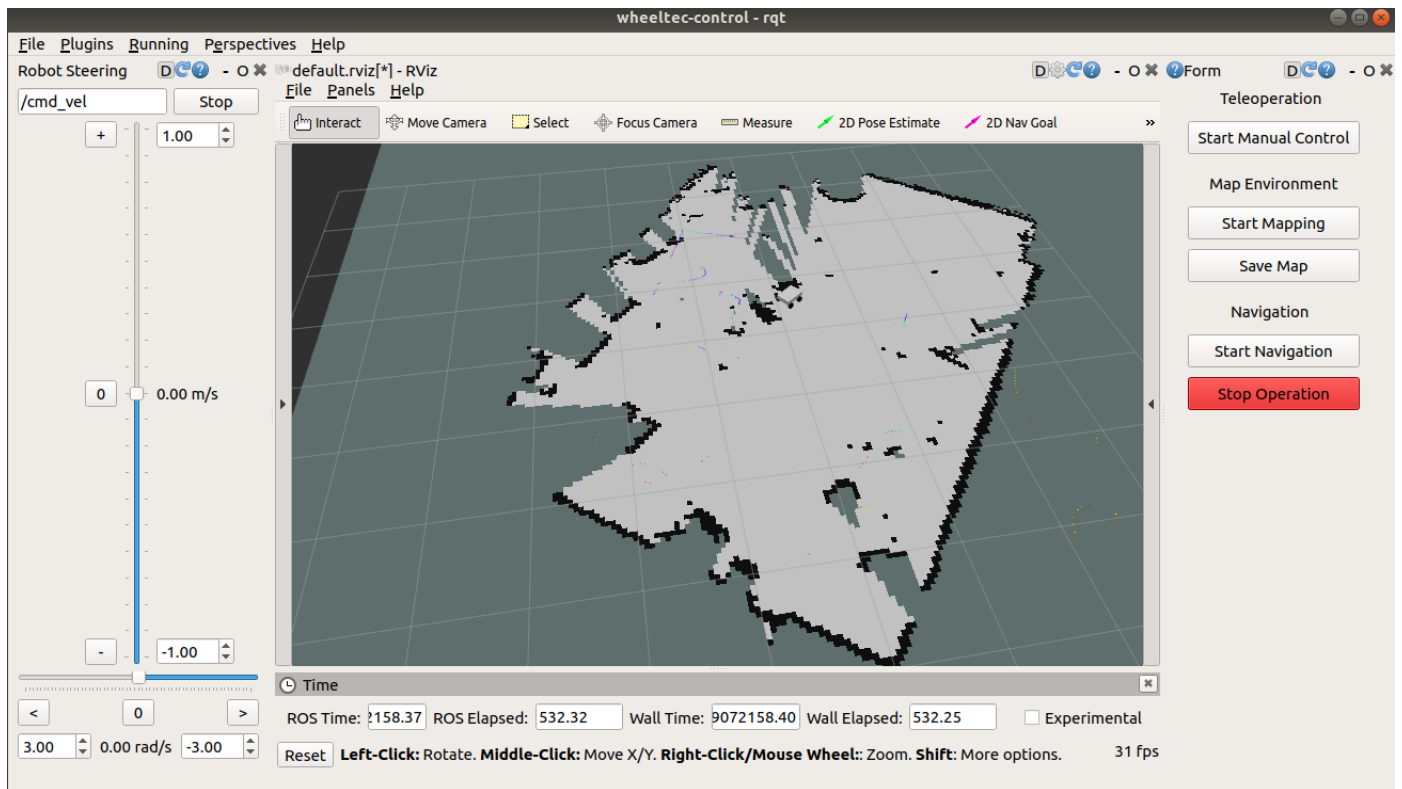 wheeltec-control - rqt
File Plugins Running Perspectives Help
Robot Steering D - O
/cmd_vel Stop
+ 1.00
0 0.00 m/s
- -1.00
< 0 >
3.00 0.00 rad/s -3.00
default.rviz[*] - RViz D - O
File Panels Help
Interact Move Camera Select Focus Camera Measure 2D Pose Estimate 2D Nav Goal »
Time
ROS Time: 2158.37 ROS Elapsed: 532.32 Wall Time: 9072158.40 Wall Elapsed: 532.25 Experimental
Reset Left-Click: Rotate. Middle-Click: Move X/Y. Right-Click/Mouse Wheel:: Zoom. Shift: More options. 31 fps
Form D - O
Teleoperation
Start Manual Control
Map Environment
Start Mapping
Save Map
Navigation
Start Navigation
Stop Operation